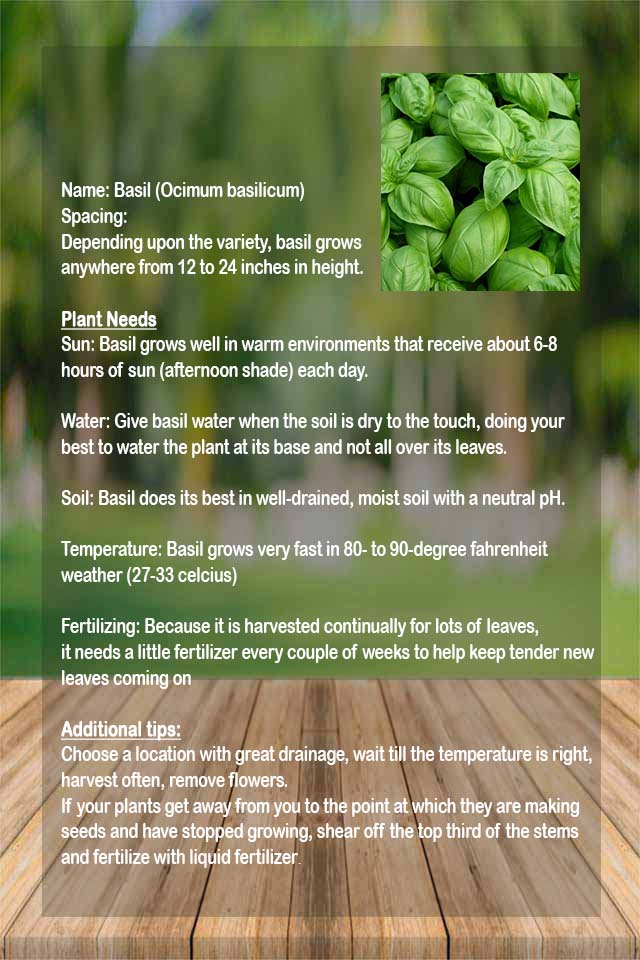 Name: Basil (Ocimum basilicum)
Spacing:
Depending upon the variety, basil grows
anywhere from 12 to 24 inches in height.
Plant Needs
Sun: Basil grows well in warm environments that receive about 6-8
hours of sun (afternoon shade) each day.
Water: Give basil water when the soil is dry to the touch, doing your
best to water the plant at its base and not all over its leaves.
Soil: Basil does its best in well-drained, moist soil with a neutral pH.
Temperature: Basil grows very fast in 80- to 90-degree fahrenheit
weather (27-33 celcius)
Fertilizing: Because it is harvested continually for lots of leaves,
it needs a little fertilizer every couple of weeks to help keep tender new
leaves coming on
Additional tips:
Choose a location with great drainage, wait till the temperature is right,
harvest often, remove flowers.
If your plants get away from you to the point at which they are making
seeds and have stopped growing, shear off the top third of the stems
and fertilize with liquid fertilizer.